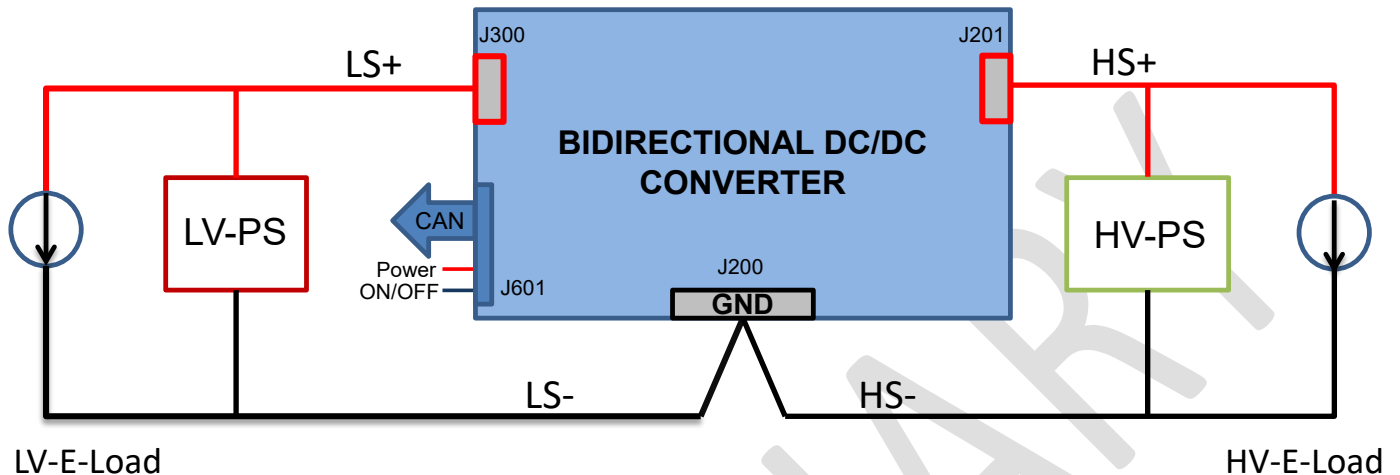 J300
J201
LS+
HS+
BIDIRECTIONAL DC/DC
CONVERTER
LV-PS
CAN
HV-PS
Power
ON/OFF
J601
J200
GND
LS-
HS-
LV-E-Load
HV-E-Load